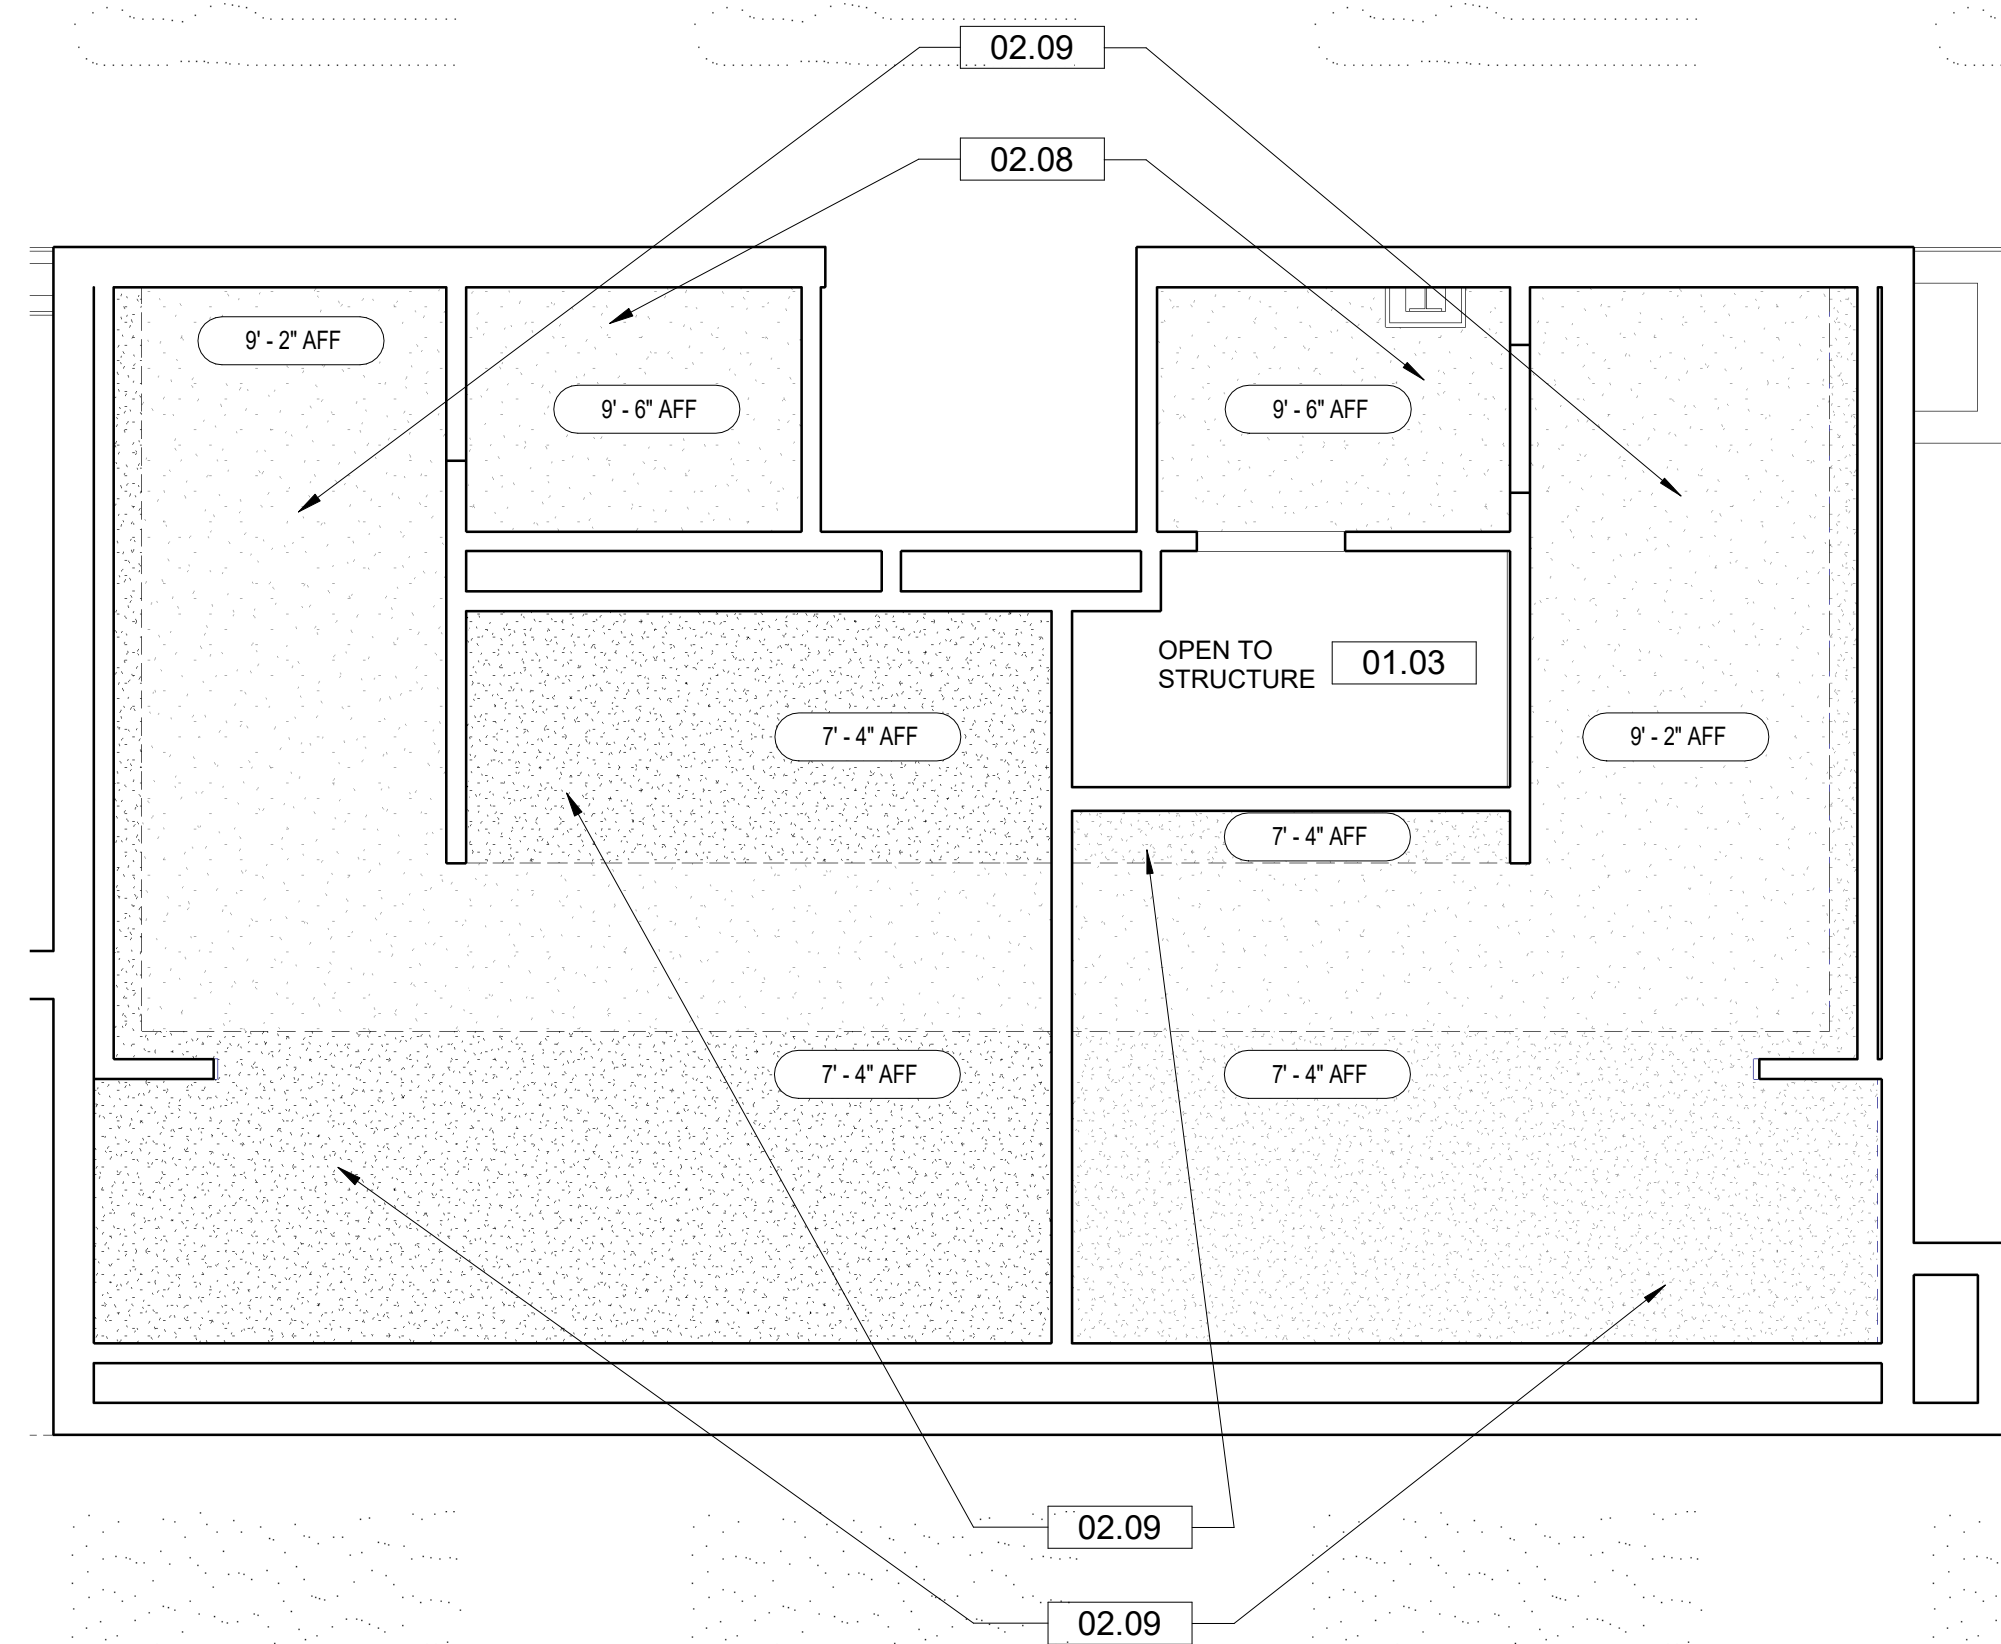 02.09
02.08
9' - 2" AFF
9' - 6" AFF
9' - 6" AFF
OPEN TO
STRUCTURE
01.03
7' - 4" AFF
9' - 2" AFF
7' - 4" AFF
7' - 4" AFF
7' - 4" AFF
02.09
02.09